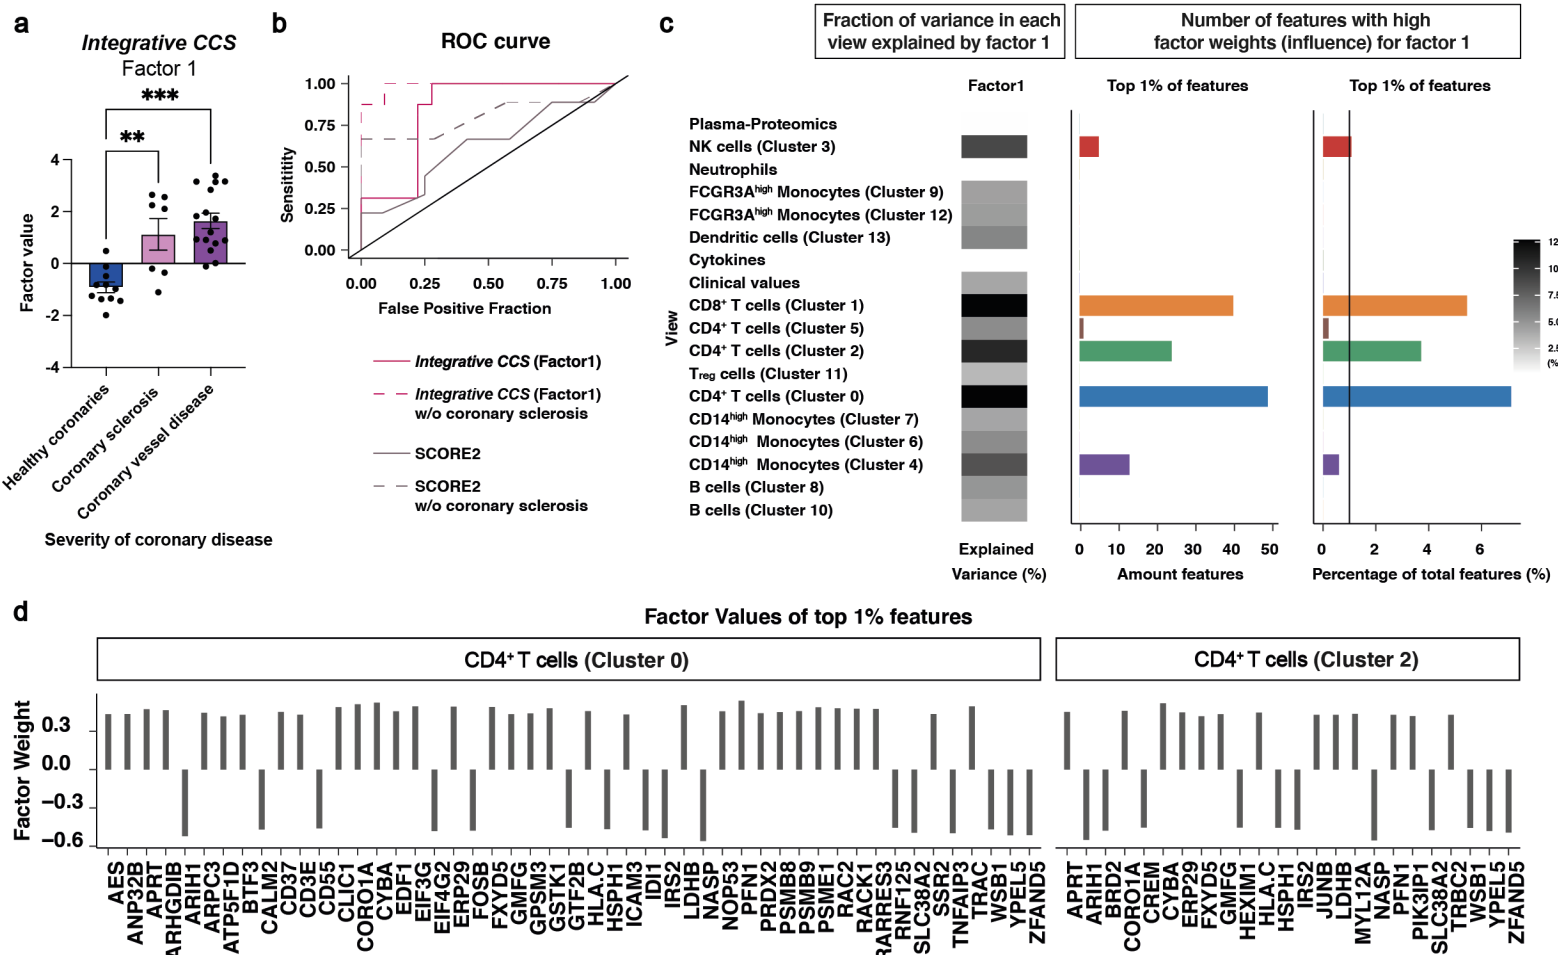 a
Integrative CCS
Factor 1
***
**
Factor value
4
2
0
-2
-4
Healthy coronaries
Coronary sclerosis
Coronary vessel disease
Severity of coronary disease
b
ROC curve
Sensititity
1.00
0.75
0.50
0.25
0.00
0.00 0.25 0.50 0.75 1.00
False Positive Fraction
Integrative CCS (Factor1)
Integrative CCS (Factor1)
w/o coronary sclerosis
SCORE2
SCORE2
w/o coronary sclerosis
c
Fraction of variance in each
view explained by factor 1
Number of features with high
factor weights (influence) for factor 1
Factor1
Top 1% of features
Top 1% of features
View
Plasma-Proteomics
NK cells (Cluster 3)
Neutrophils
FCGR3Ahigh Monocytes (Cluster 9)
FCGR3Ahigh Monocytes (Cluster 12)
Dendritic cells (Cluster 13)
Cytokines
Clinical values
CD8+ T cells (Cluster 1)
CD4+ T cells (Cluster 5)
CD4+ T cells (Cluster 2)
Treg cells (Cluster 11)
CD4+ T cells (Cluster 0)
CD14high Monocytes (Cluster 7)
CD14high Monocytes (Cluster 6)
CD14high Monocytes (Cluster 4)
B cells (Cluster 8)
B cells (Cluster 10)
Explained
Variance (%)
0 10 20 30 40 50
Amount features
0 2 4 6
Percentage of total features (%)
12
10
7.5
5.0
2.5
(%
d
Factor Values of top 1% features
CD4+ T cells (Cluster 0)
CD4+ T cells (Cluster 2)
Factor Weight
0.3
0.0
−0.3
−0.6
AES
ANP32B
APRT
ARHGDIB
ARIH1
ARPC3
ATP5F1D
BTF3
CALM2
CD37
CD3E
CD55
CLIC1
CORO1A
CYBA
EDF1
EIF3G
EIF4G2
ERP29
FOSB
FXYD5
GMFG
GPSM3
GSTK1
GTF2B
HLA.C
HSPH1
ICAM3
IDI1
IRS2
LDHB
NASP
NOP53
PFN1
PRDX2
PSMB8
PSMB9
PSME1
RAC2
RACK1
RARRES3
RNF125
SLC38A2
SSR2
TNFAIP3
TRAC
WSB1
YPEL5
ZFAND5
APRT
ARIH1
BRD2
CORO1A
CREM
CYBA
ERP29
FXYD5
GMFG
HEXIM1
HLA.C
HSPH1
IRS2
JUNB
LDHB
MYL12A
NASP
PFN1
PIK3IP1
SLC38A2
TRBC2
WSB1
YPEL5
ZFAND5